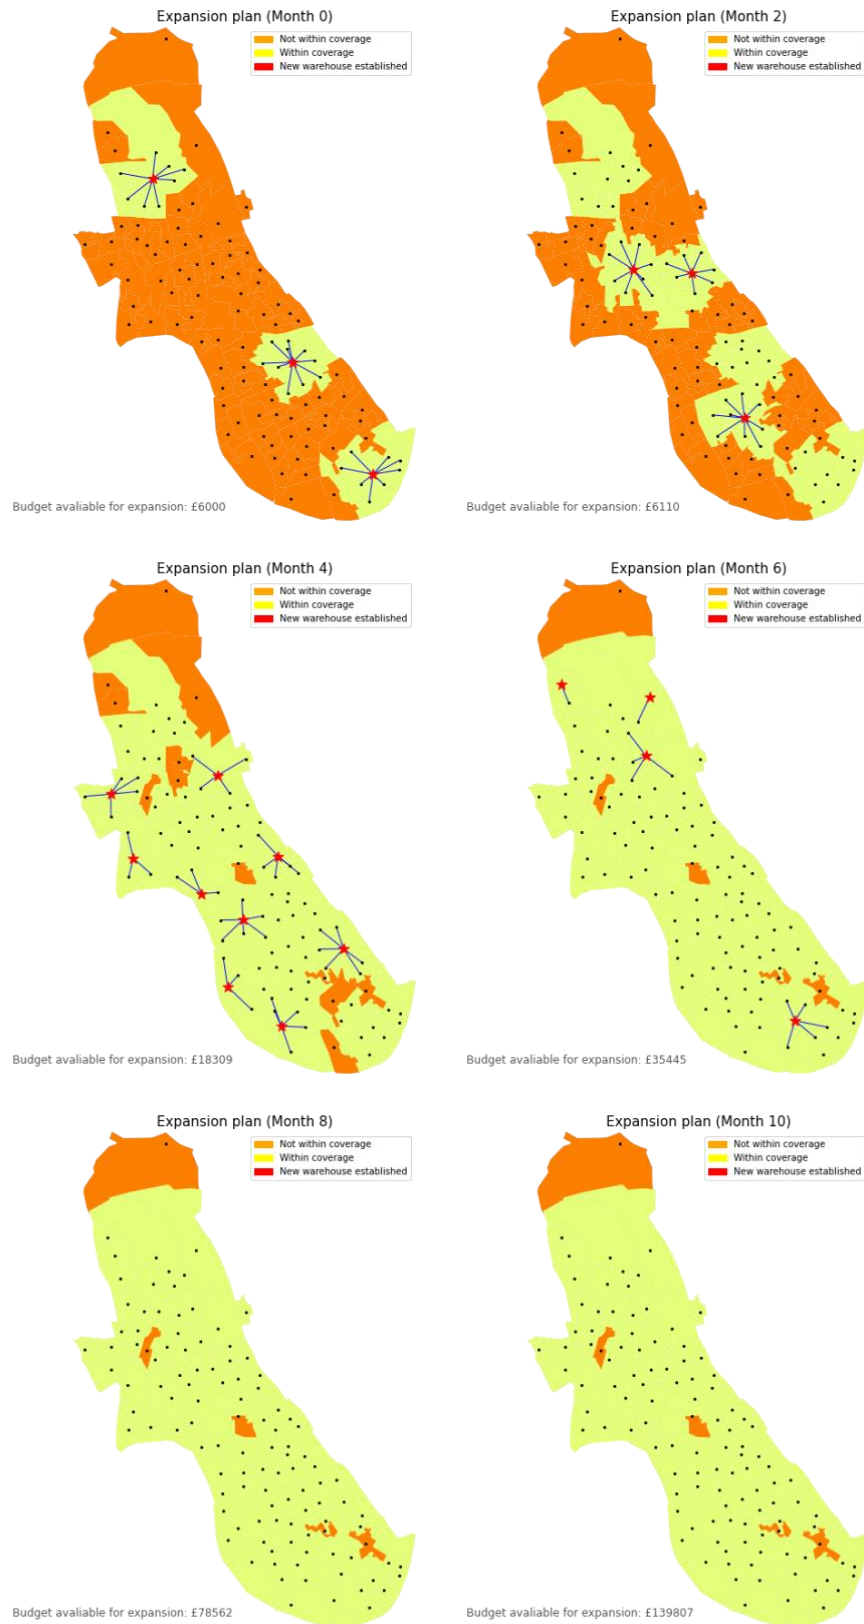 Expansion plan (Month 0)
Not within coverage
Within coverage
New warehouse established
Budget avaliable for expansion: £6000
Expansion plan (Month 2)
Not within coverage
Within coverage
New warehouse established
Budget avaliable for expansion: £6110
Expansion plan (Month 4)
Not within coverage
Within coverage
New warehouse established
Budget avaliable for expansion: £18309
Expansion plan (Month 6)
Not within coverage
Within coverage
New warehouse established
Budget avaliable for expansion: £35445
Expansion plan (Month 8)
Not within coverage
Within coverage
New warehouse established
Budget avaliable for expansion: £78562
Expansion plan (Month 10)
Not within coverage
Within coverage
New warehouse established
Budget avaliable for expansion: £139807